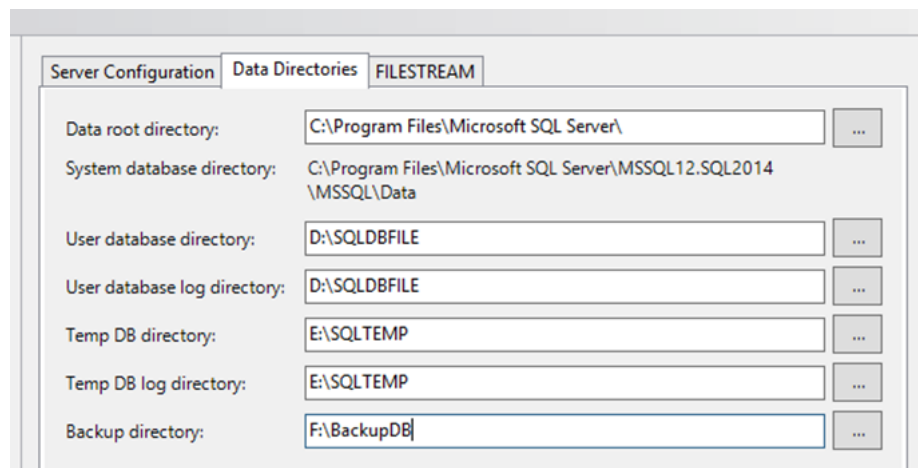 Server Configuration Data Directories FILESTREAM
Data root directory: C:\Program Files\Microsoft SQL Server\ ...
System database directory: C:\Program Files\Microsoft SQL Server\MSSQL12.SQL2014
\MSSQL\Data
User database directory: D:\SQLDBFILE ...
User database log directory: D:\SQLDBFILE ...
Temp DB directory: E:\SQLTEMP ...
Temp DB log directory: E:\SQLTEMP ...
Backup directory: F:\BackupDB ...